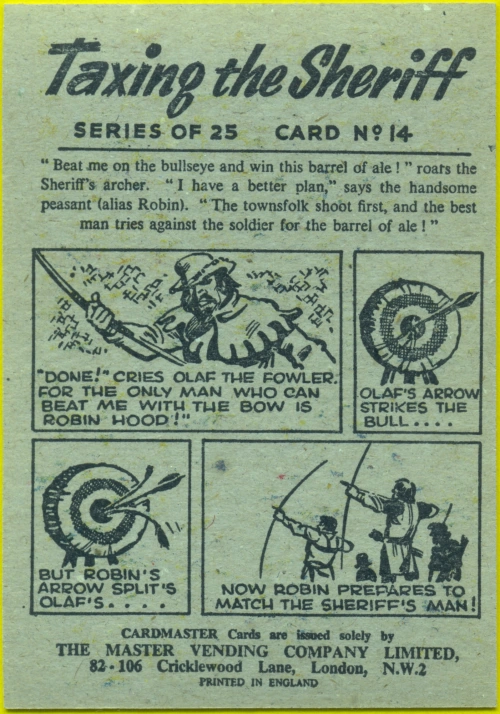 Taxing the Sheriff
SERIES OF 25 CARD Nº 14
"Beat me on the bullseye and win this barrel of ale!" roars the
Sheriff's archer. "I have a better plan," says the handsome
peasant (alias Robin). "The townsfolk shoot first, and the best
man tries against the soldier for the barrel of ale!"
"DONE!" CRIES OLAF THE FOWLER.
FOR THE ONLY MAN WHO CAN
BEAT ME WITH THE BOW IS
ROBIN HOOD!"
OLAF'S ARROW
STRIKES THE
BULL....
BUT ROBIN'S
ARROW SPLIT'S
OLAF'S....
NOW ROBIN PREPARES TO
MATCH THE SHERIFF'S MAN!
CARDMASTER Cards are issued solely by
THE MASTER VENDING COMPANY LIMITED,
82-106 Cricklewood Lane, London, N.W.2
PRINTED IN ENGLAND